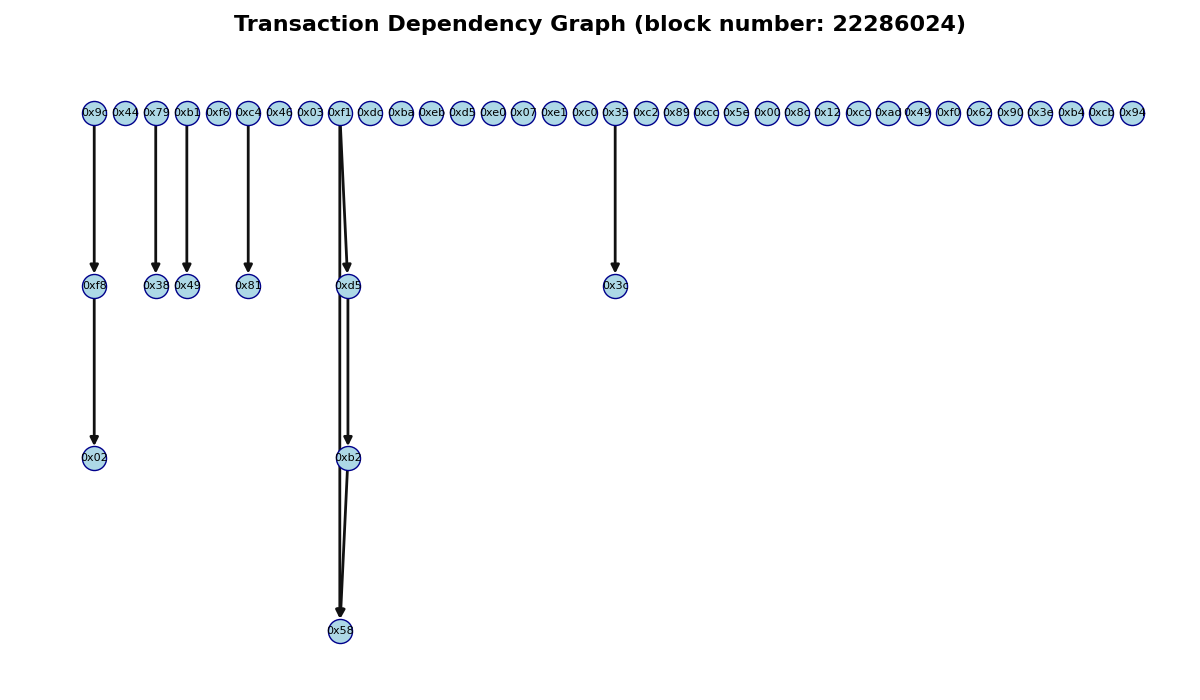 Transaction Dependency Graph (block number: 22286024)
0x9c 0x44 0x79 0xb1 0xf6 0xc4 0x46 0x03 0xf1 0xdc 0xba 0xeb 0xd5 0xe0 0x07 0xe1 0xc0 0x35 0xc2 0x89 0xcc 0x5e 0x00 0x8c 0x12 0xcc 0xad 0x49 0xf0 0x62 0x90 0x3e 0xb4 0xcb 0x94
0xf8 0x38 0x49 0x81 0xd5 0x3c
0x02 0xb2
0x58